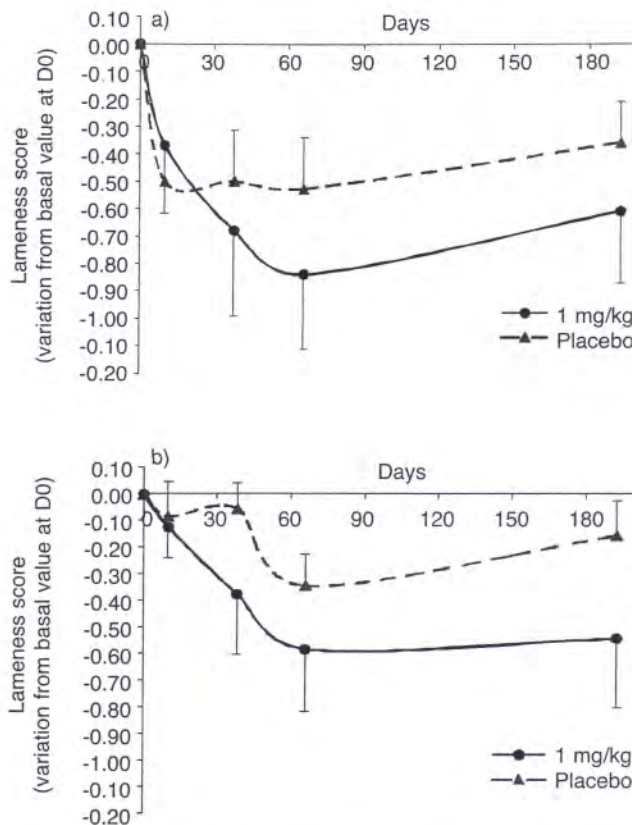 a)
Days
0.10
0.00
-0.10
-0.20
-0.30
-0.40
-0.50
-0.60
-0.70
-0.80
-0.90
-1.00
-0.10
-0.20
0 30 60 90 120 150 180
Lameness score
(variation from basal value at D0)
1 mg/kg
Placebo
b)
Days
0.10
0.00
-0.10
-0.20
-0.30
-0.40
-0.50
-0.60
-0.70
-0.80
-0.90
-1.00
-0.10
-0.20
0 30 60 90 120 150 180
Lameness score
(variation from basal value at D0)
1 mg/kg
Placebo